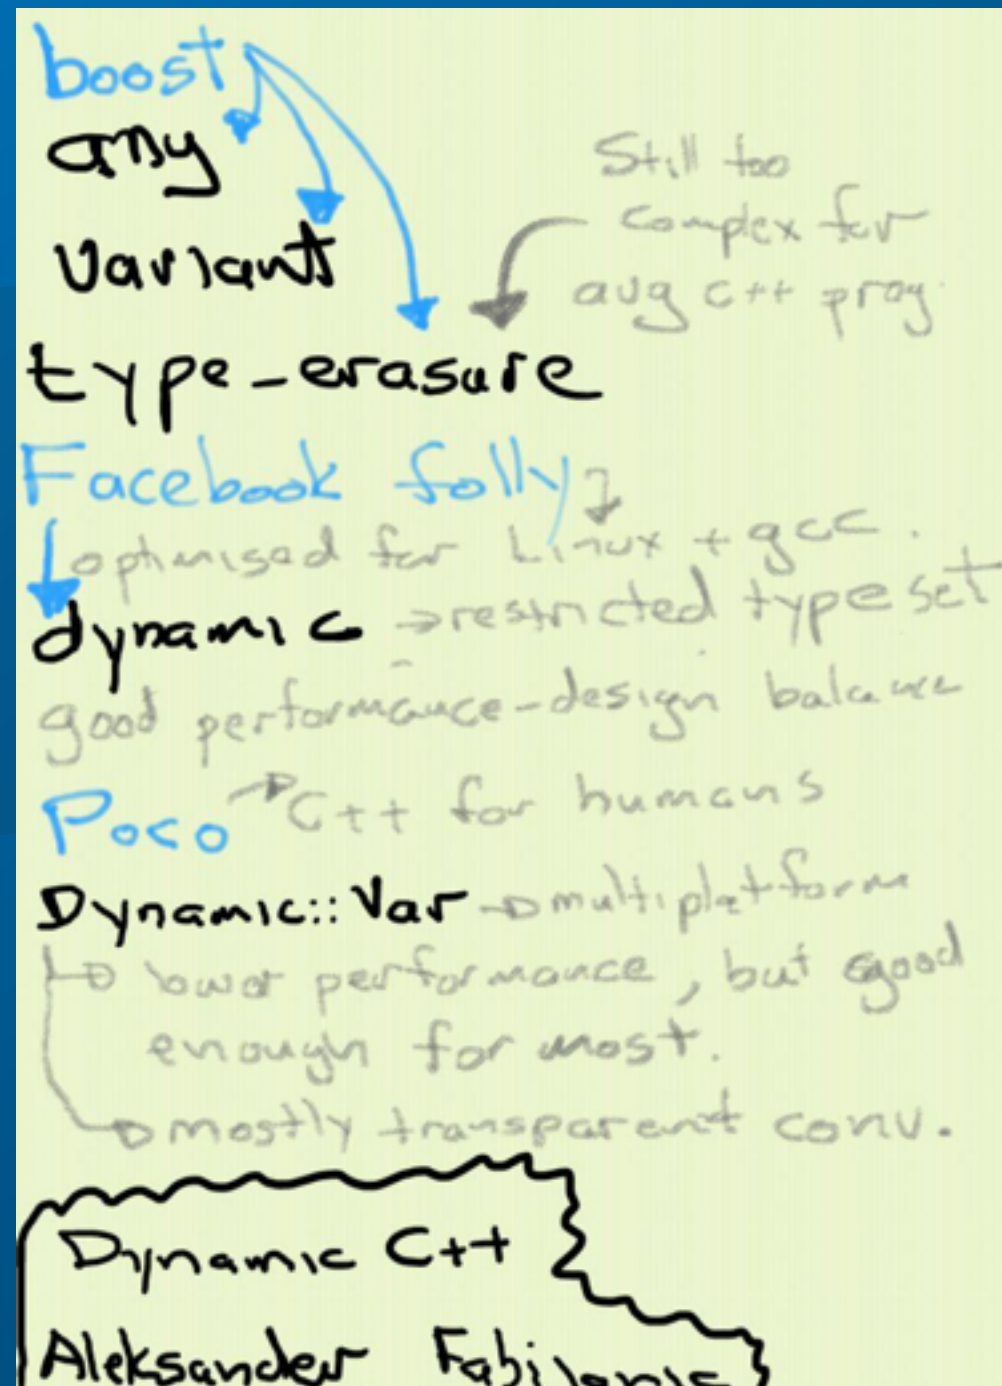 boost
any
Still too
complex for
variant
avg c++ prog.
type-erasure
Facebook folly
optimised for Linux + gcc.
dynamic → restricted type set
good performance-design balance
Poco → C++ for humans
Dynamic::Var → multiplatform
→ lower performance, but good
enough for most.
→ mostly transparent conv.
Dynamic C++
Aleksander